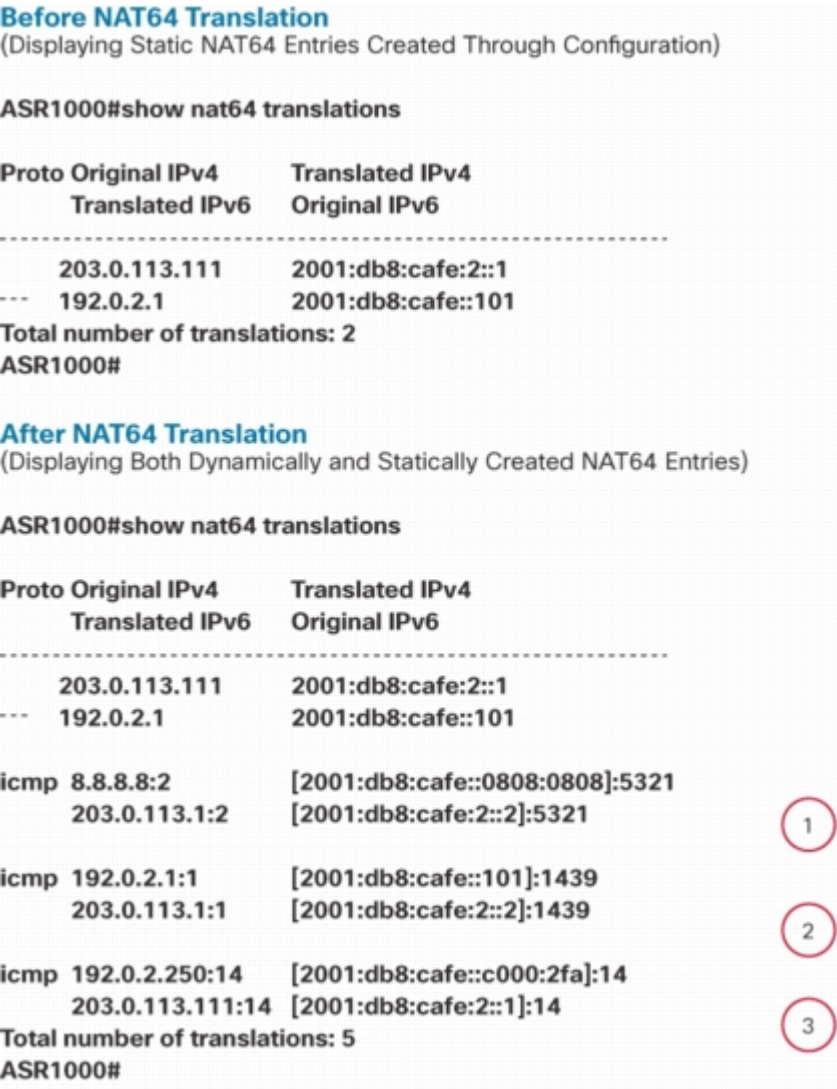 Before NAT64 Translation
(Displaying Static NAT64 Entries Created Through Configuration)
ASR1000#show nat64 translations
Proto Original IPv4 Translated IPv4
Translated IPv6 Original IPv6
--------------------------------------------------------------------
203.0.113.111 2001:db8:cafe:2::1
--- 192.0.2.1 2001:db8:cafe::101
Total number of translations: 2
ASR1000#
After NAT64 Translation
(Displaying Both Dynamically and Statically Created NAT64 Entries)
ASR1000#show nat64 translations
Proto Original IPv4 Translated IPv4
Translated IPv6 Original IPv6
--------------------------------------------------------------------
203.0.113.111 2001:db8:cafe:2::1
--- 192.0.2.1 2001:db8:cafe::101
icmp 8.8.8.8:2 [2001:db8:cafe::0808:0808]:5321
203.0.113.1:2 [2001:db8:cafe:2::2]:5321
1
icmp 192.0.2.1:1 [2001:db8:cafe::101]:1439
203.0.113.1:1 [2001:db8:cafe:2::2]:1439
2
icmp 192.0.2.250:14 [2001:db8:cafe::c000:2fa]:14
203.0.113.111:14 [2001:db8:cafe:2::1]:14
3
Total number of translations: 5
ASR1000#